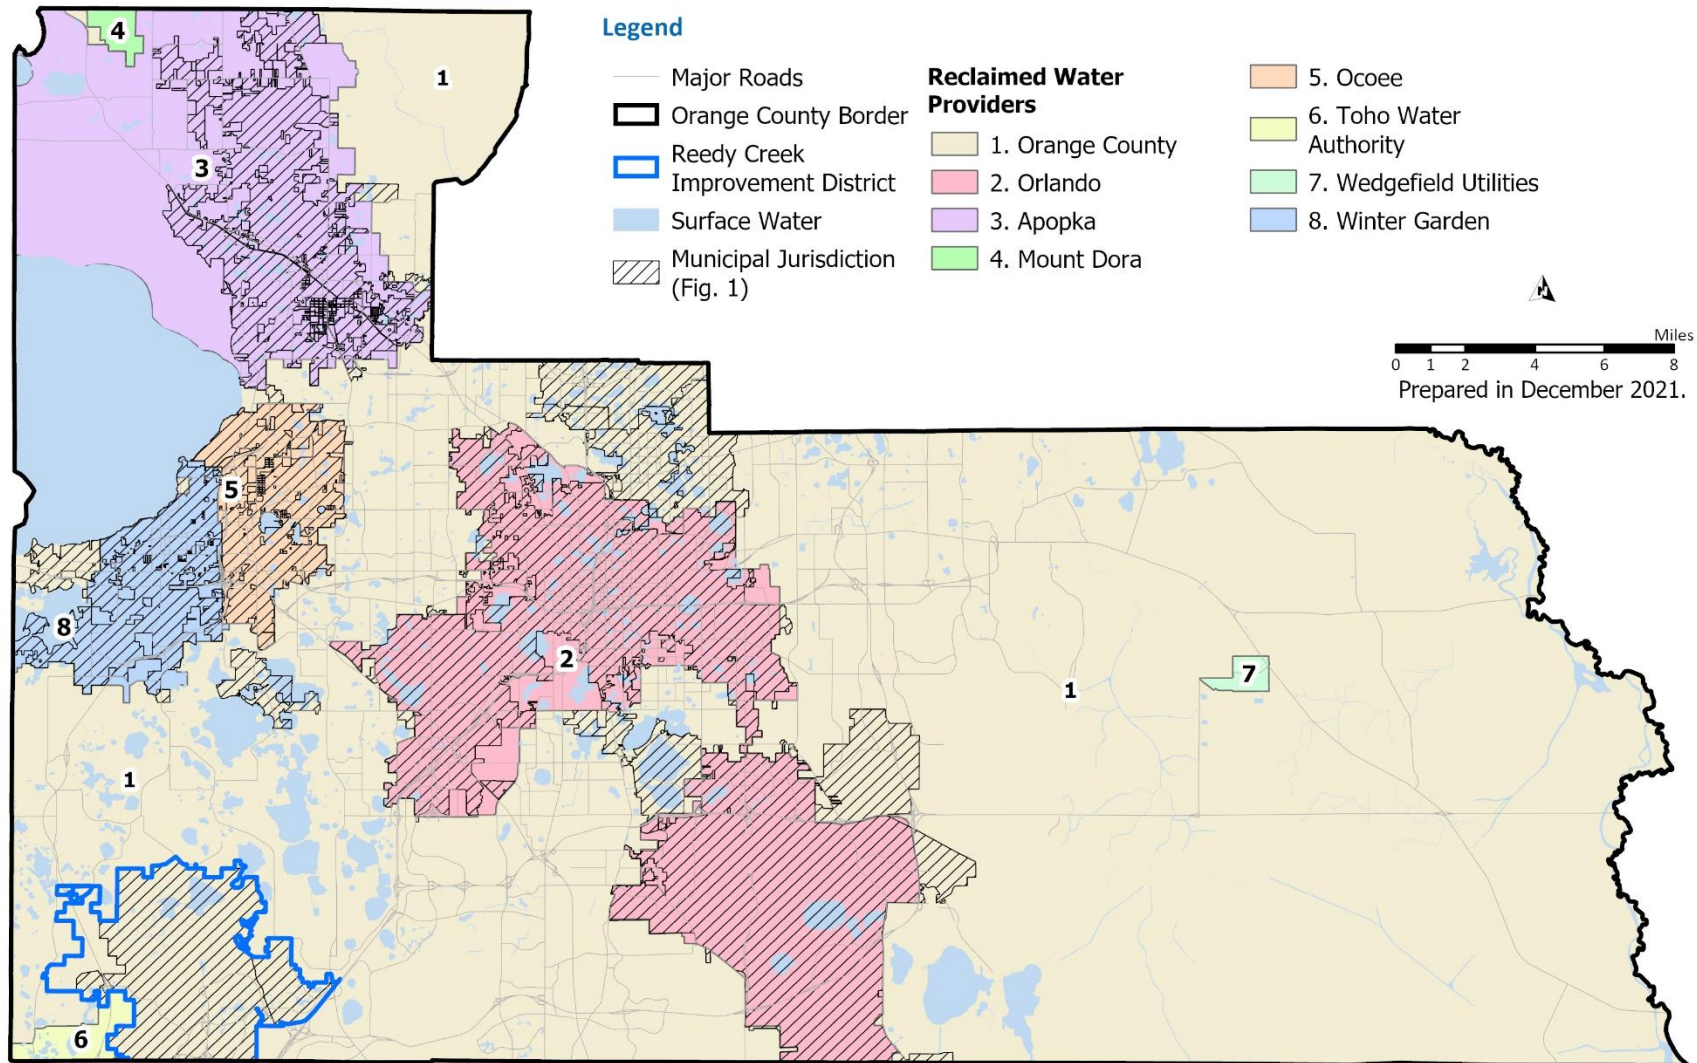 Legend
Major Roads
Orange County Border
Reedy Creek
Improvement District
Surface Water
Municipal Jurisdiction
(Fig. 1)
Reclaimed Water
Providers
1. Orange County
2. Orlando
3. Apopka
4. Mount Dora
5. Ocoee
6. Toho Water
Authority
7. Wedgefield Utilities
8. Winter Garden
N
Miles
0 1 2 4 6 8
Prepared in December 2021.
4
1
3
5
8
2
7
1
1
6